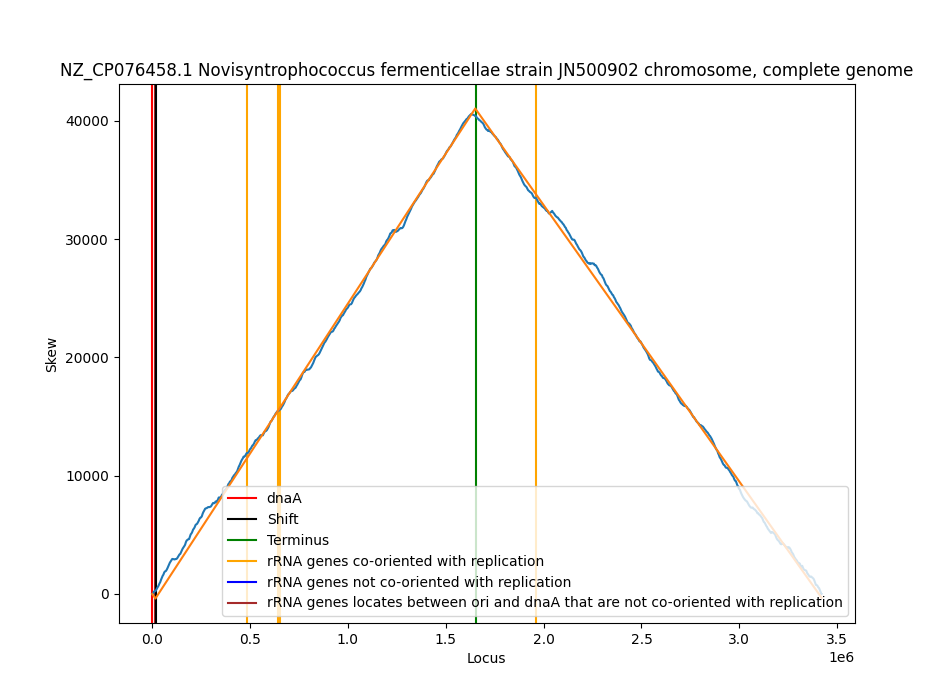 NZ_CP076458.1 Novisyntrophococcus fermenticellae strain JN500902 chromosome, complete genome
40000
30000
20000
10000
0
Skew
dnaA
Shift
Terminus
rRNA genes co-oriented with replication
rRNA genes not co-oriented with replication
rRNA genes locates between ori and dnaA that are not co-oriented with replication
0.0 0.5 1.0 1.5 2.0 2.5 3.0 3.5
Locus
1e6